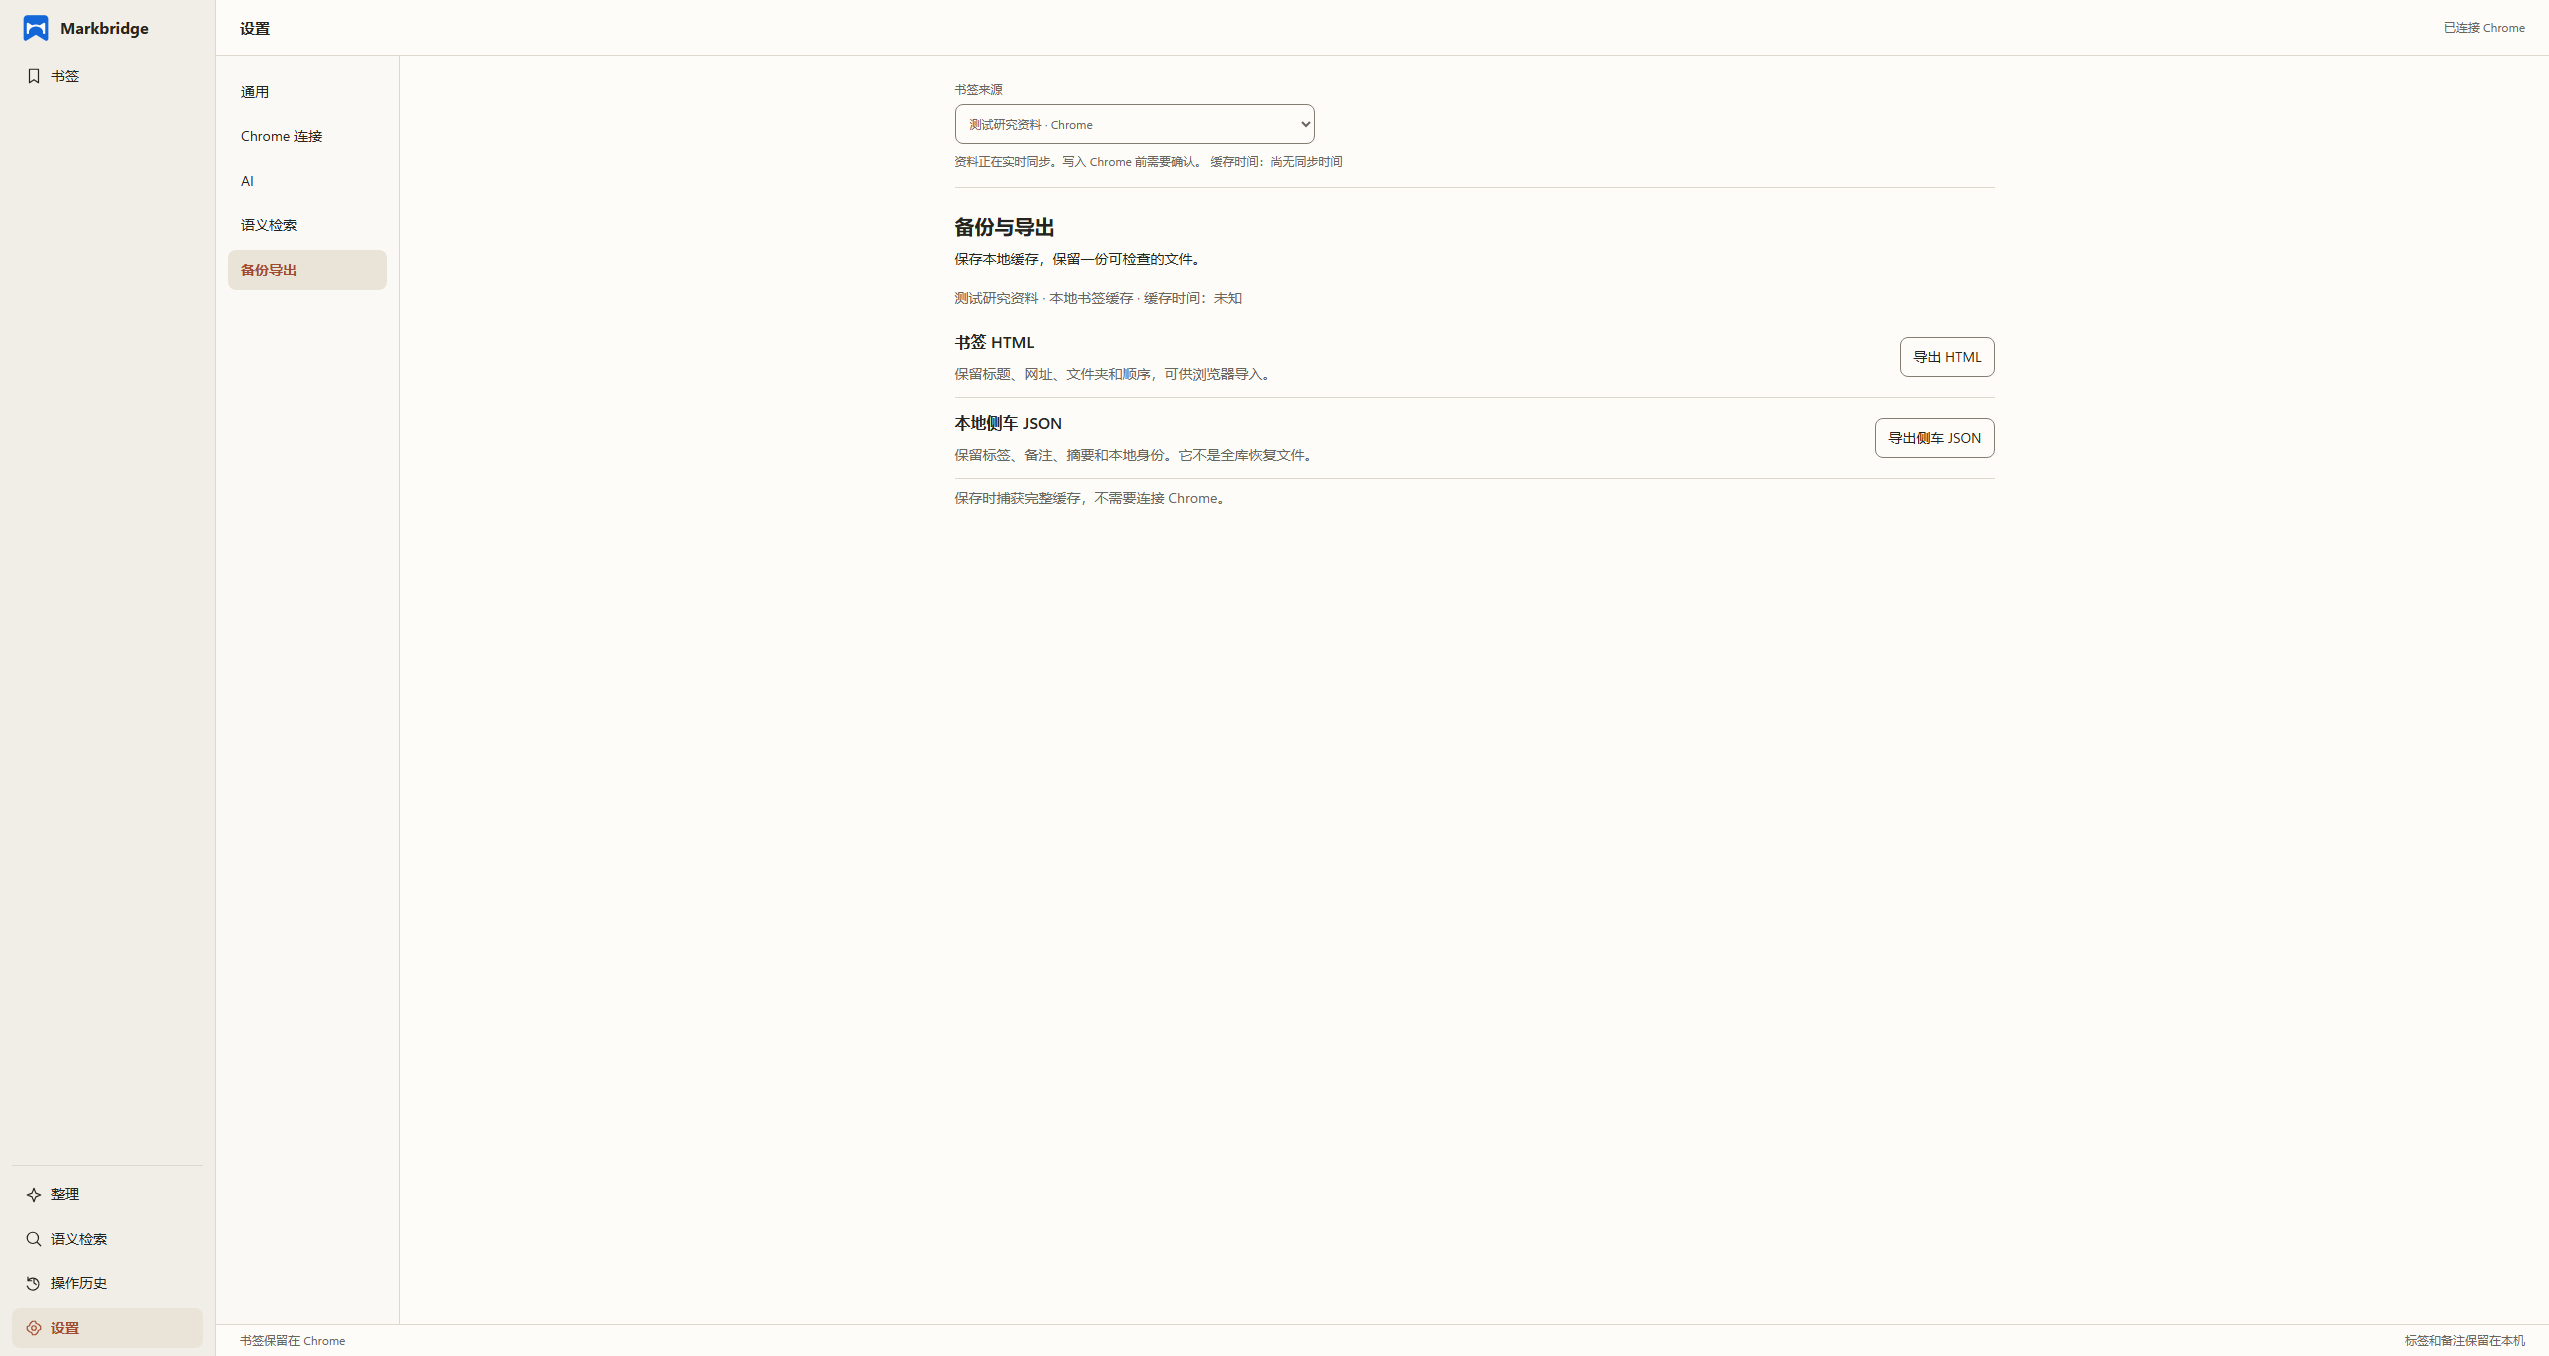 Markbridge
书签
设置
已连接 Chrome
通用
Chrome 连接
AI
语义检索
备份导出
书签来源
测试研究资料 · Chrome
资料正在实时同步。写入 Chrome 前需要确认。 缓存时间：尚无同步时间
备份与导出
保存本地缓存，保留一份可检查的文件。
测试研究资料 · 本地书签缓存 · 缓存时间：未知
书签 HTML
保留标题、网址、文件夹和顺序，可供浏览器导入。
导出 HTML
本地侧车 JSON
保留标签、备注、摘要和本地身份。它不是全库恢复文件。
导出侧车 JSON
保存时捕获完整缓存，不需要连接 Chrome。
整理
语义检索
操作历史
设置
书签保留在 Chrome
标签和备注保留在本机